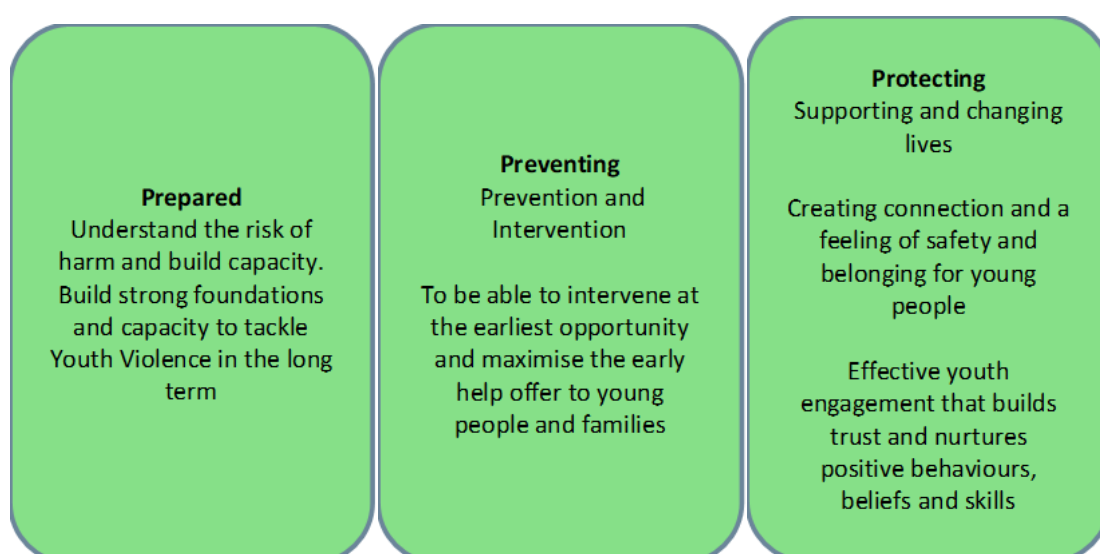 Prepared
Understand the risk of
harm and build capacity.
Build strong foundations
and capacity to tackle
Youth Violence in the long
term
Preventing
Prevention and
Intervention
To be able to intervene at
the earliest opportunity
and maximise the early
help offer to young
people and families
Protecting
Supporting and changing
lives
Creating connection and a
feeling of safety and
belonging for young
people
Effective youth
engagement that builds
trust and nurtures
positive behaviours,
beliefs and skills